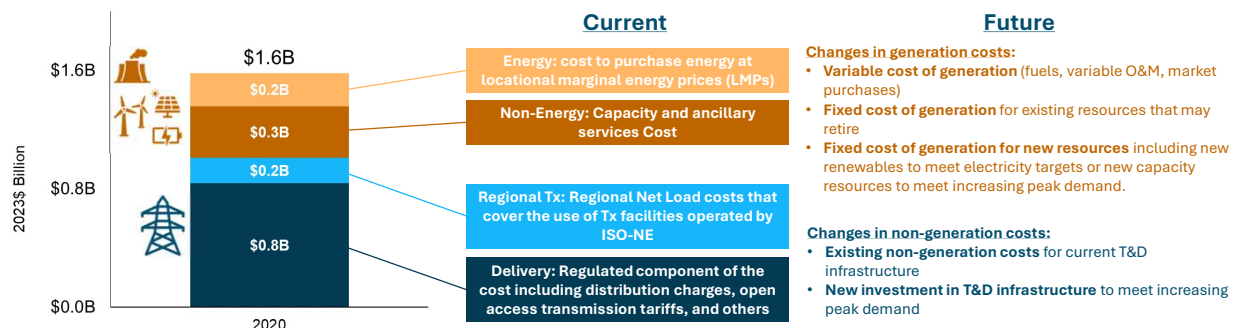 Current
Future
2023$ Billion
$1.6B
$0.8B
$0.0B
$1.6B
$0.2B
$0.3B
$0.2B
$0.8B
2020
Energy: cost to purchase energy at
locational marginal energy prices (LMPs)
Non-Energy: Capacity and ancillary
services Cost
Regional Tx: Regional Net Load costs that
cover the use of Tx facilities operated by
ISO-NE
Delivery: Regulated component of the
cost including distribution charges, open
access transmission tariffs, and others
Changes in generation costs:
• Variable cost of generation (fuels, variable O&M, market
purchases)
• Fixed cost of generation for existing resources that may
retire
• Fixed cost of generation for new resources including new
renewables to meet electricity targets or new capacity
resources to meet increasing peak demand.
Changes in non-generation costs:
• Existing non-generation costs for current T&D
infrastructure
• New investment in T&D infrastructure to meet increasing
peak demand